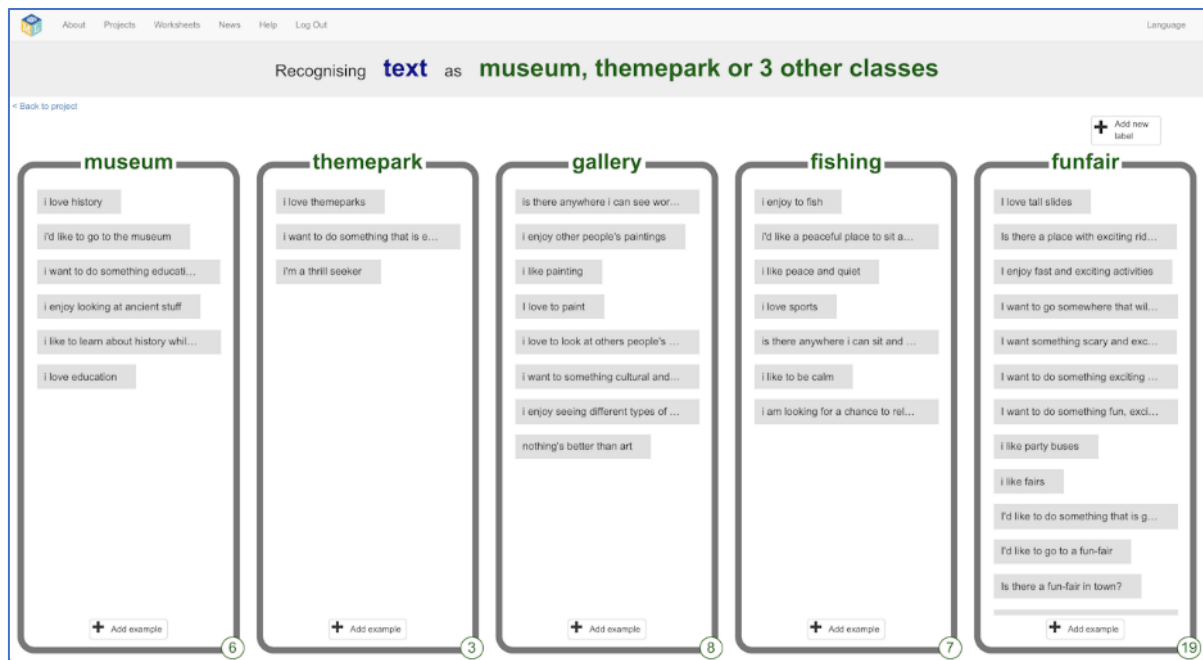 About Projects Worksheets News Help Log Out Language
Recognising text as museum, themepark or 3 other classes
< Back to project
Add new
label
museum
i love history
i'd like to go to the museum
i want to do something educati...
i enjoy looking at ancient stuff
i like to learn about history whil...
i love education
Add example
6
themepark
i love themeparks
i want to do something that is e...
i'm a thrill seeker
Add example
3
gallery
is there anywhere i can see wor...
i enjoy other people's paintings
i like painting
I love to paint
i love to look at others people's ...
i want to something cultural and...
i enjoy seeing different types of ...
nothing's better than art
Add example
8
fishing
i enjoy to fish
i'd like a peaceful place to sit a...
i like peace and quiet
i love sports
is there anywhere i can sit and ...
i like to be calm
i am looking for a chance to rel...
Add example
7
funfair
I love tall slides
Is there a place with exciting rid...
I enjoy fast and exciting activities
I want to go somewhere that wil...
I want something scary and exc...
I want to do something exciting ...
I want to do something fun, exci...
i like party buses
i like fairs
I'd like to do something that is g...
I'd like to go to a fun-fair
Is there a fun-fair in town?
Add example
19